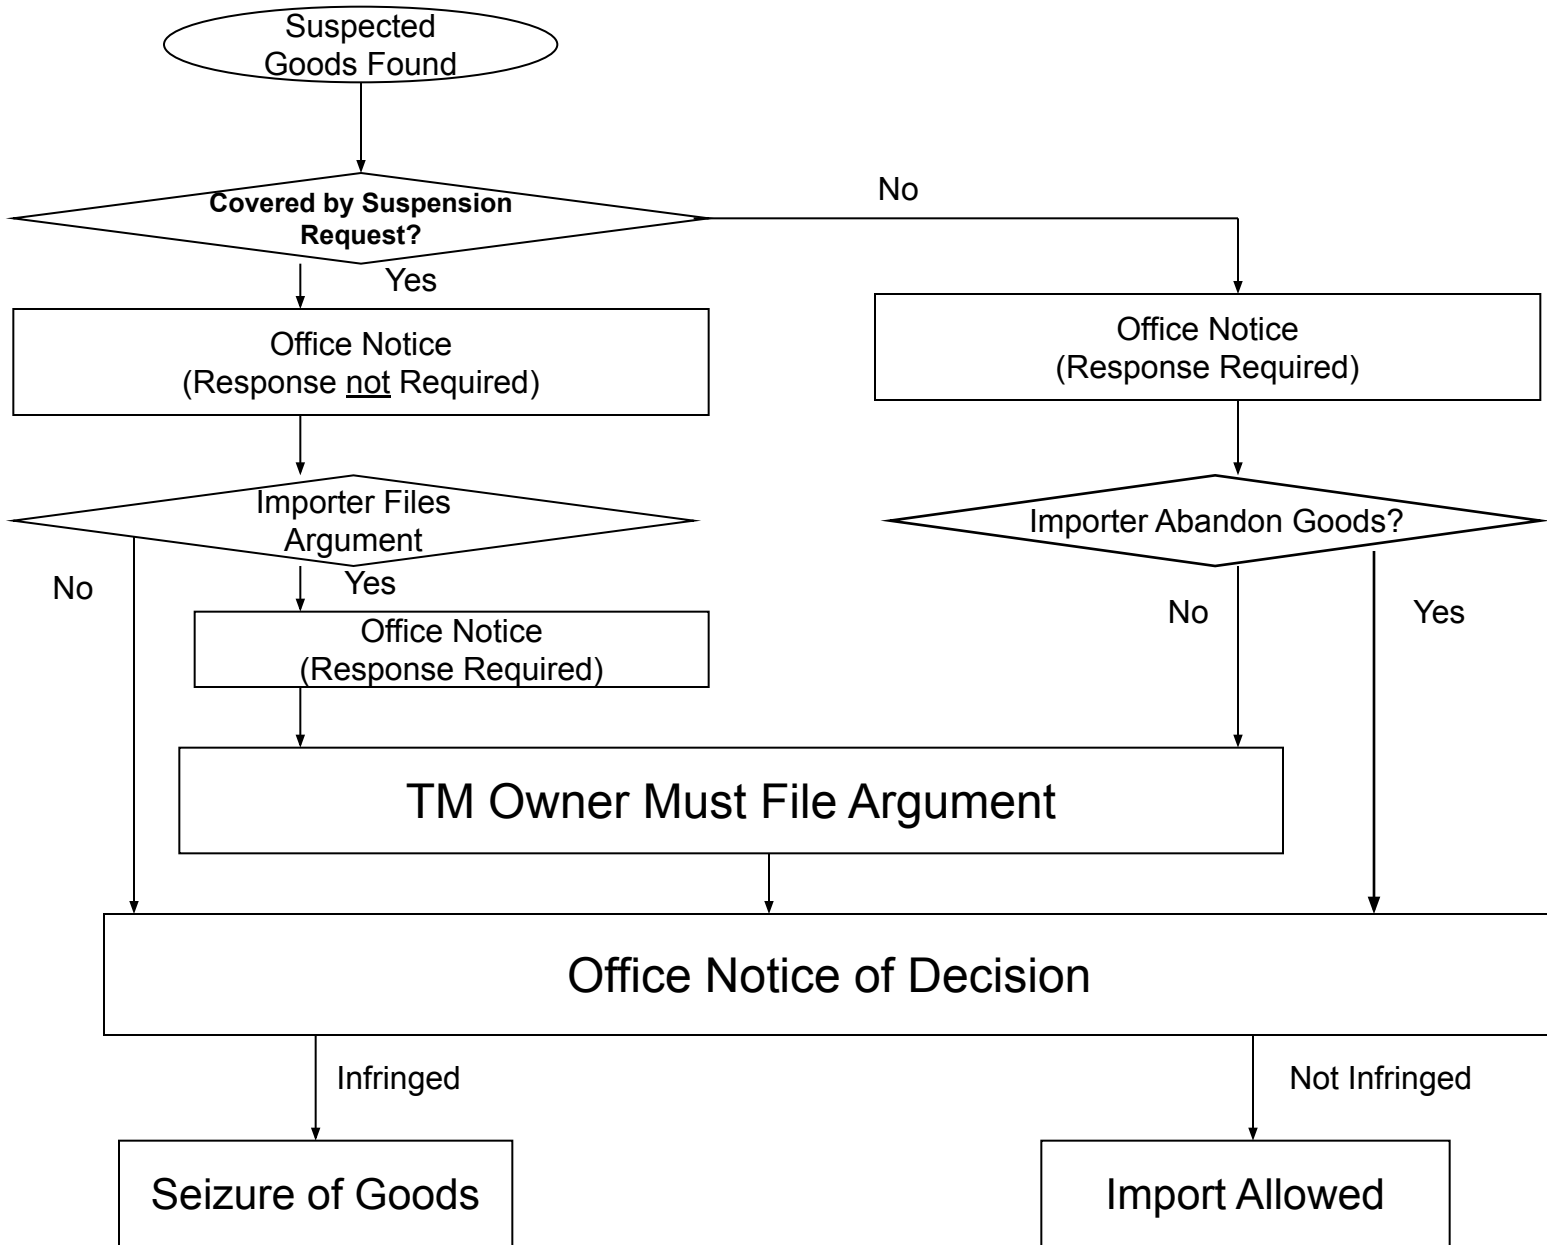 Suspected
Goods Found
Covered by Suspension
Request?
No
Yes
Office Notice
(Response not Required)
Office Notice
(Response Required)
Importer Files
Argument
Importer Abandon Goods?
No
Yes
No
Yes
Office Notice
(Response Required)
TM Owner Must File Argument
Office Notice of Decision
Infringed
Not Infringed
Seizure of Goods
Import Allowed